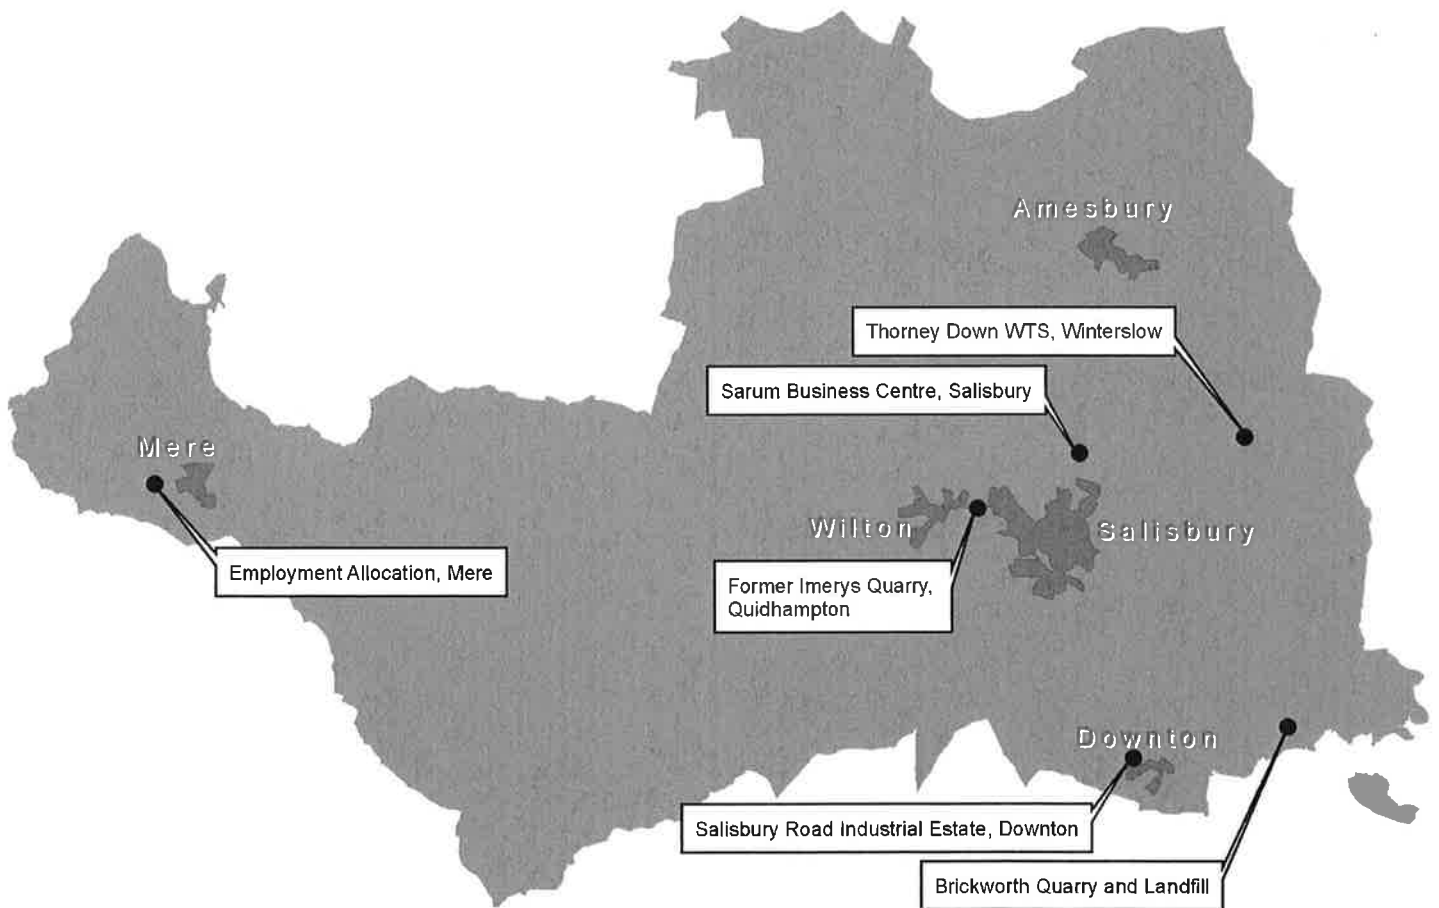 Amesbury
Thorney Down WTS, Winterslow
Sarum Business Centre, Salisbury
Mere
Wilton
Salisbury
Employment Allocation, Mere
Former Imerys Quarry,
Quidhampton
Downton
Salisbury Road Industrial Estate, Downton
Brickworth Quarry and Landfill